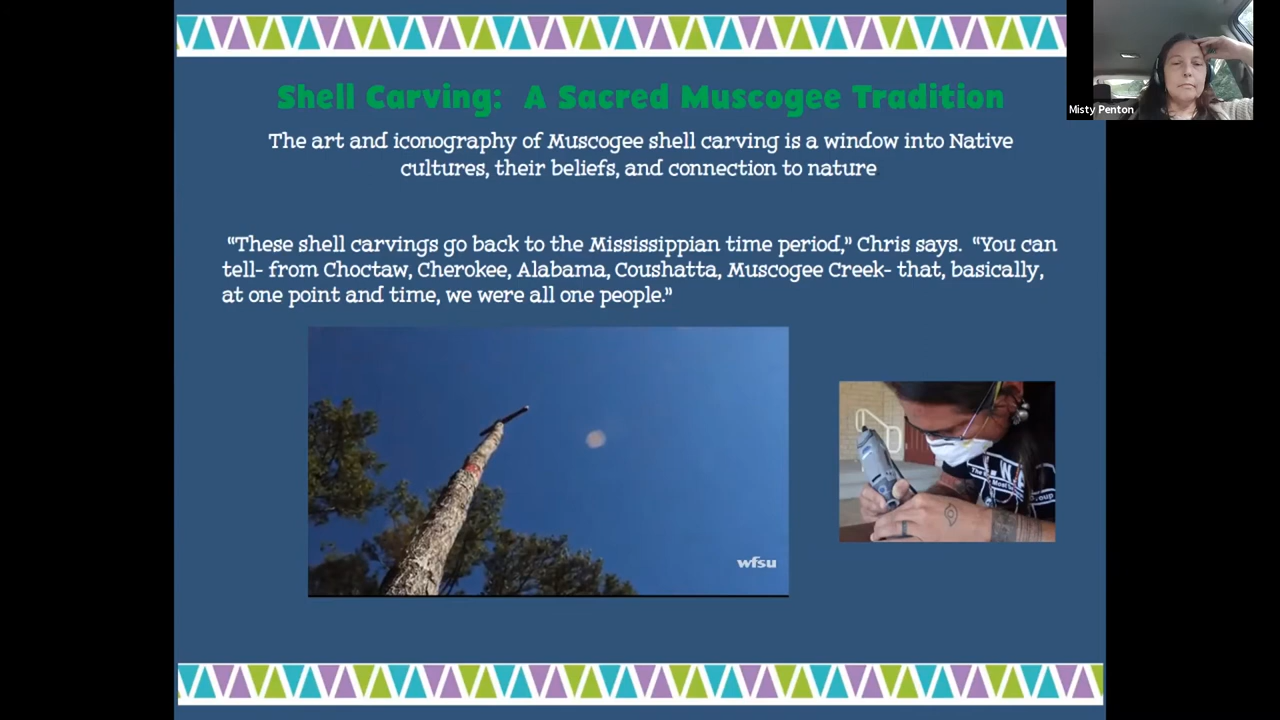 Shell Carving: A Sacred Muscogee Tradition
The art and iconography of Muscogee shell carving is a window into Native
cultures, their beliefs, and connection to nature
“These shell carvings go back to the Mississippian time period,” Chris says. “You can
tell- from Choctaw, Cherokee, Alabama, Coushatta, Muscogee Creek- that, basically,
at one point and time, we were all one people.”
wfsu
Misty Penton